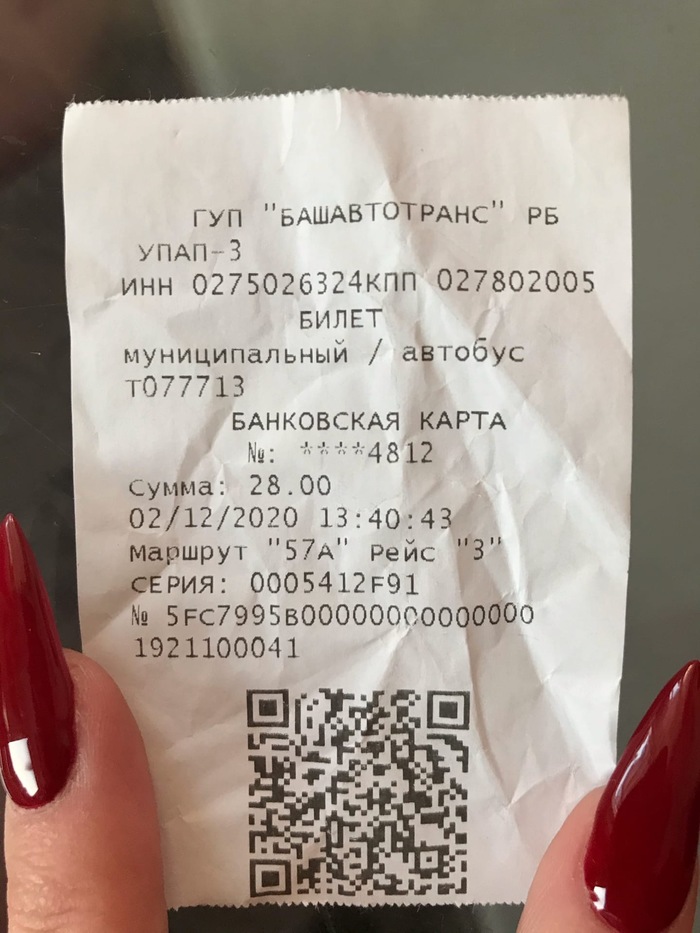 ГУП "БАШАВТОТРАНС" РБ
УПАП-3
ИНН 0275026324КПП 027802005
БИЛЕТ
муниципальный / автобус
Т077713
БАНКОВСКАЯ КАРТА
№: ****4812
Сумма: 28.00
02/12/2020 13:40:43
Маршрут "57А" Рейс "3"
СЕРИЯ: 0005412F91
№ 5FC7995B00000000000000
1921100041